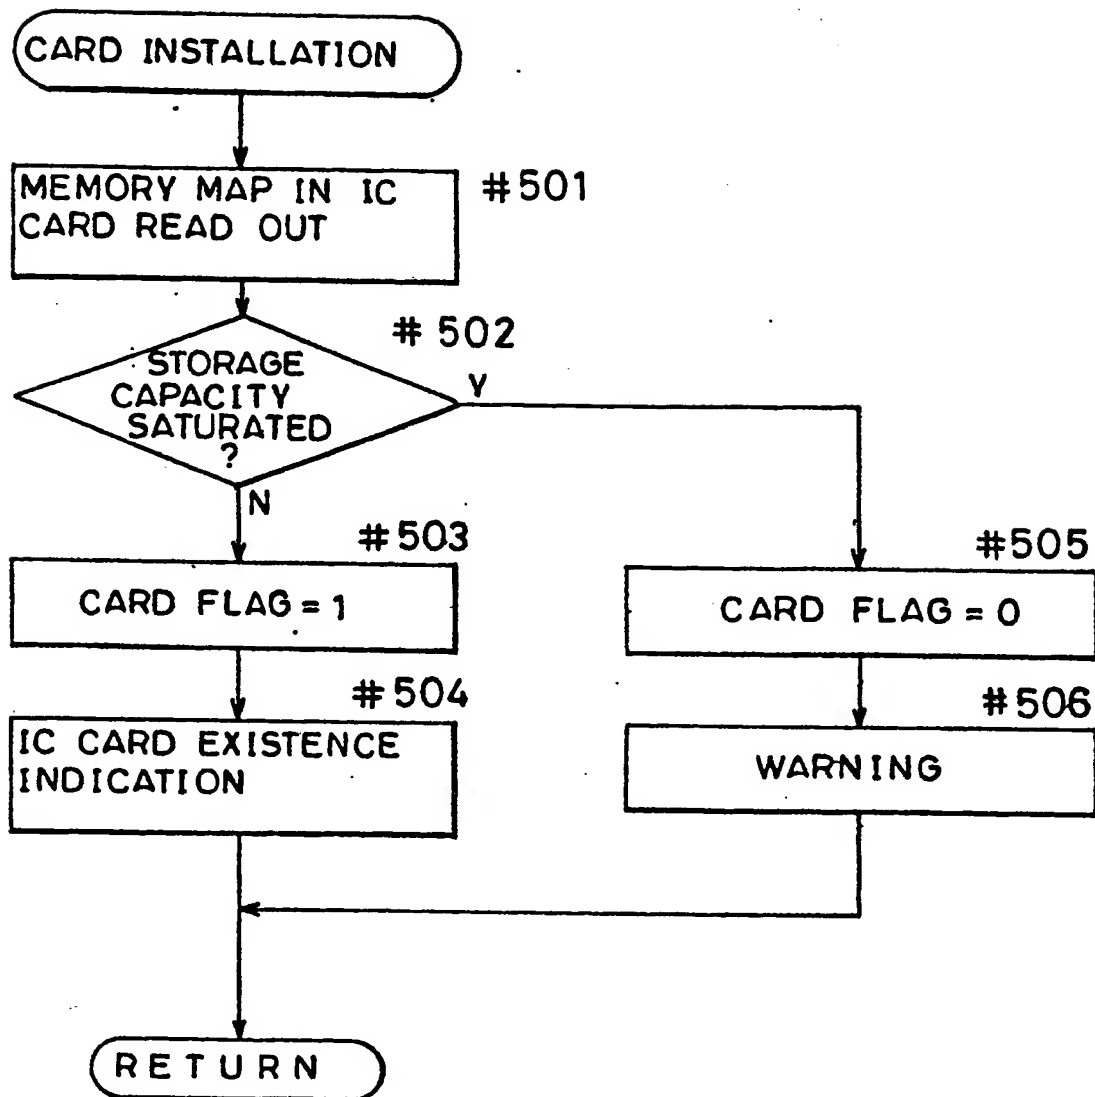 CARD INSTALLATION
MEMORY MAP IN IC
CARD READ OUT
#501
#502
STORAGE
CAPACITY
SATURATED
?
Y
N
#503
CARD FLAG = 1
#504
IC CARD EXISTENCE
INDICATION
#505
CARD FLAG = 0
#506
WARNING
RETURN